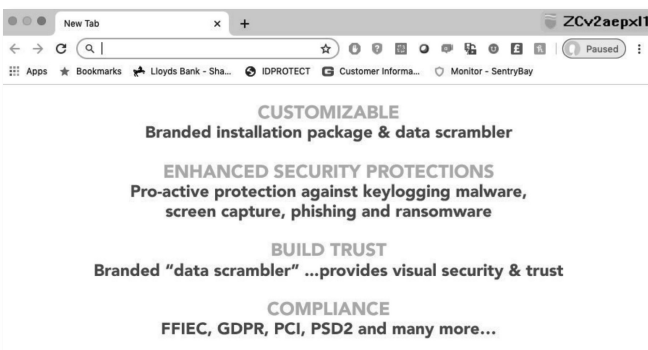 New Tab
ZCv2aepxl1
Paused
Apps Bookmarks Lloyds Bank - Sha... IDPROTECT Customer Informa... Monitor - SentryBay
CUSTOMIZABLE
Branded installation package & data scrambler
ENHANCED SECURITY PROTECTIONS
Pro-active protection against keylogging malware,
screen capture, phishing and ransomware
BUILD TRUST
Branded “data scrambler” ...provides visual security & trust
COMPLIANCE
FFIEC, GDPR, PCI, PSD2 and many more...